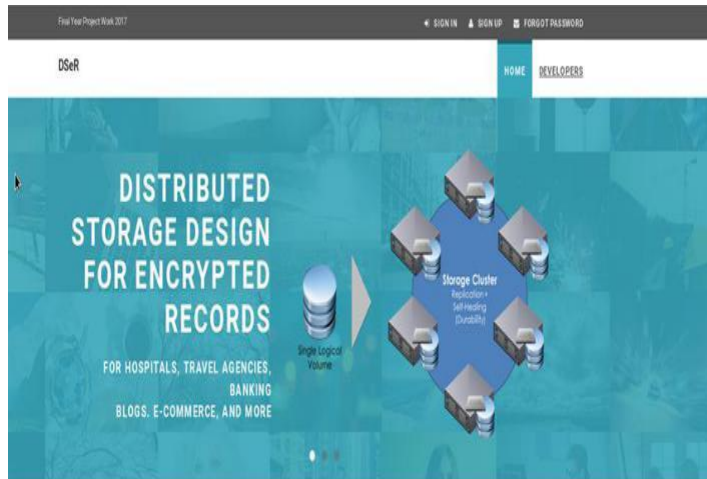 Final Year Project Work 2017
SIGN IN SIGN UP FORGOT PASSWORD
DSeR
HOME DEVELOPERS
DISTRIBUTED
STORAGE DESIGN
FOR ENCRYPTED
RECORDS
FOR HOSPITALS, TRAVEL AGENCIES,
BANKING
BLOGS. E-COMMERCE, AND MORE
Single Logical
Volume
Storage Cluster
Replication+
Self-Healing
(Durability)